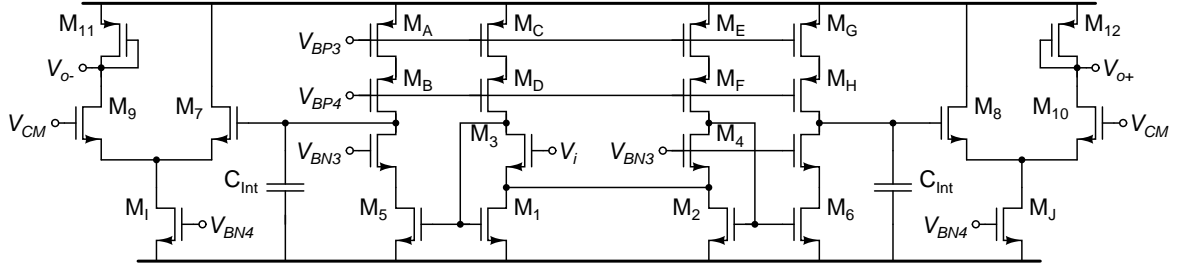 M11 MA MC ME MG M12
VBP3
Vo- MB MD MF MH Vo+
VBP4
M9 M7 M3 M4 M8 M10
VCM VBN3 Vi VBN3 VCM
CInt CInt
MI M5 M1 M2 M6 MJ
VBN4 VBN4